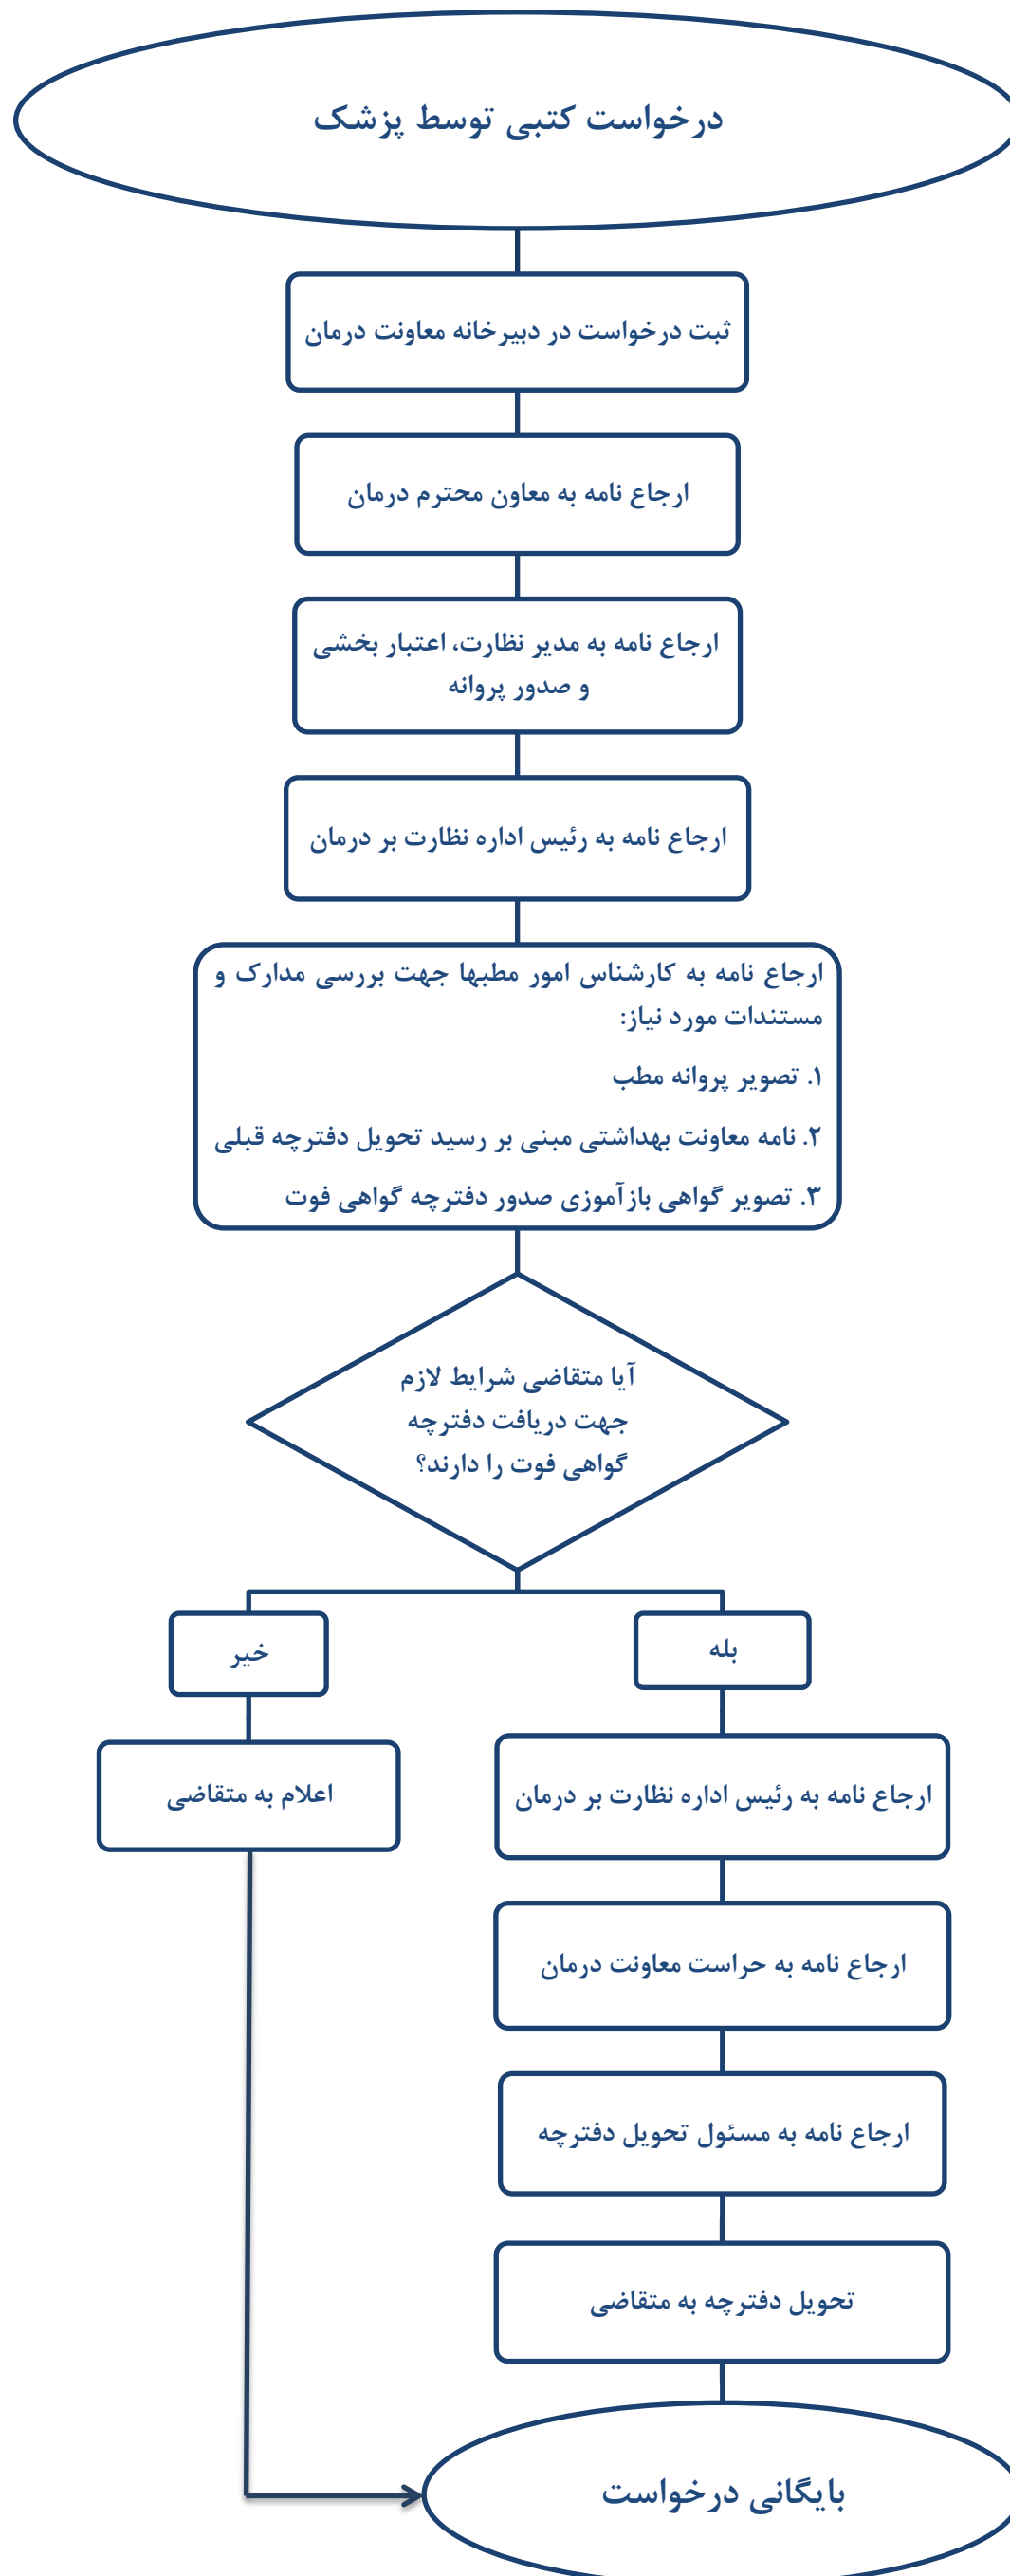 درخواست کتبی توسط پزشک
ثبت درخواست در دبیرخانه معاونت درمان
ارجاع نامه به معاون محترم درمان
ارجاع نامه به مدیر نظارت، اعتبار بخشی
و صدور پروانه
ارجاع نامه به رئیس اداره نظارت بر درمان
ارجاع نامه به کارشناس امور مطبها جهت بررسی مدارک و
مستندات مورد نیاز:
۱. تصویر پروانه مطب
۲. نامه معاونت بهداشتی مبنی بر رسید تحویل دفترچه قبلی
۳. تصویر گواهی بازآموزی صدور دفترچه گواهی فوت
آیا متقاضی شرایط لازم
جهت دریافت دفترچه
گواهی فوت را دارند؟
بله
خیر
ارجاع نامه به رئیس اداره نظارت بر درمان
اعلام به متقاضی
ارجاع نامه به حراست معاونت درمان
ارجاع نامه به مسئول تحویل دفترچه
تحویل دفترچه به متقاضی
بایگانی درخواست